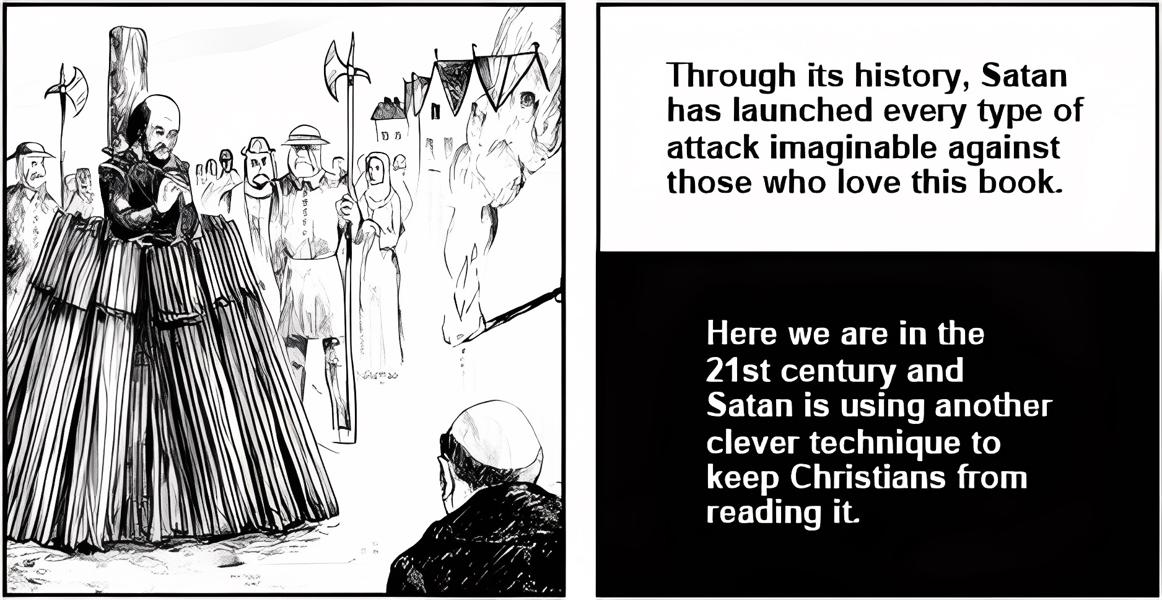 Through its history, Satan
has launched every type of
attack imaginable against
those who love this book.
Here we are in the
21st century and
Satan is using another
clever technique to
keep Christians from
reading it.